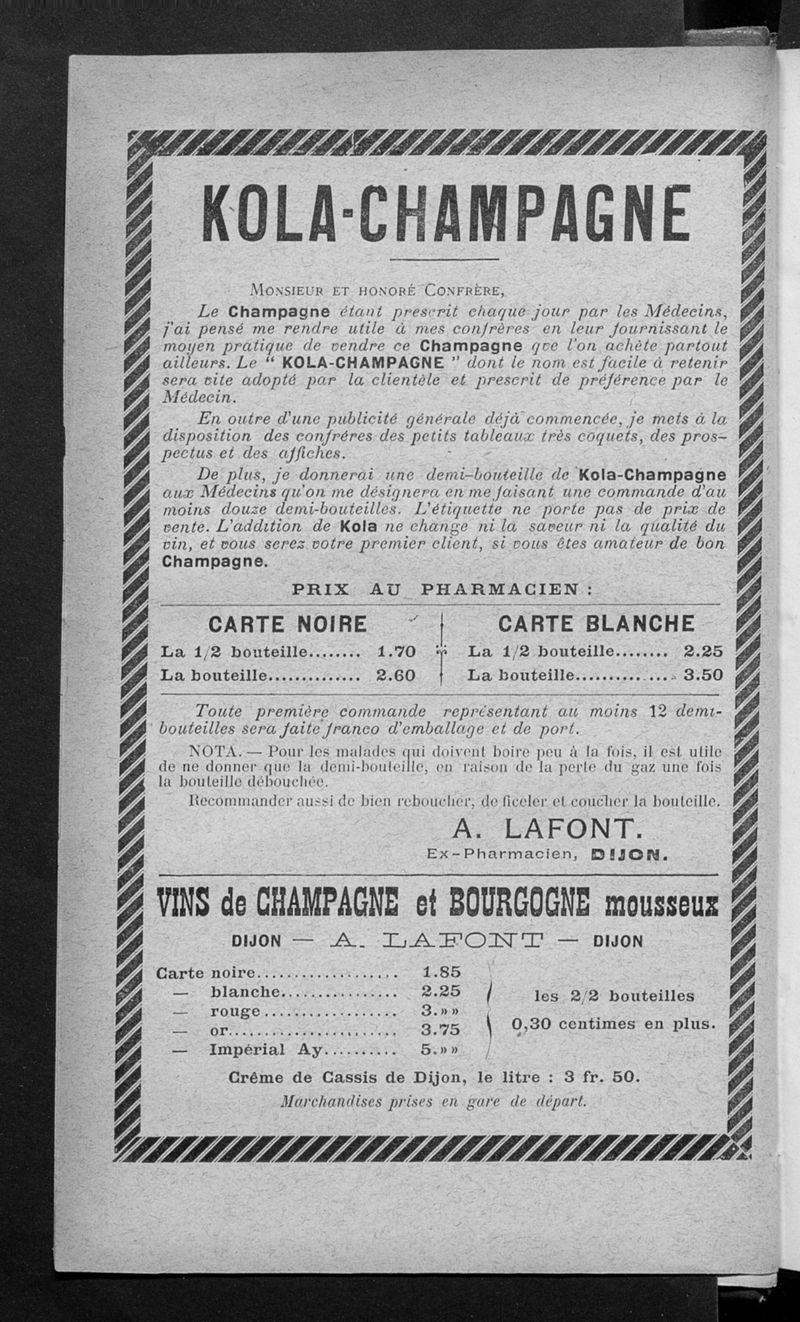 KOLA-CHAMPAGNE
MONSIEUR ET HONORÉ CONFRÈRE,
Le Champagne étant prescrit chaque jour par les Médecins,
j'ai pensé me rendre utile à mes confrères en leur fournissant le
moyen pratique de vendre ce Champagne qve l'on achète partout
ailleurs. Le “ KOLA-CHAMPAGNE ” dont le nom est facile à retenir
sera vite adopté par la clientèle et prescrit de préférence par le
Médecin.
En outre d'une publicité générale déjà commencée, je mets à la
disposition des confrères des petits tableaux très coquets, des pros-
pectus et des affiches.
De plus, je donnerai une demi-bouteille de Kola-Champagne
aux Médecins qu'on me désignera en me faisant une commande d'au
moins douze demi-bouteilles. L'étiquette ne porte pas de prix de
vente. L'addition de Kola ne change ni la saveur ni la qualité du
vin, et vous serez votre premier client, si vous êtes amateur de bon
Champagne.
PRIX AU PHARMACIEN :
CARTE NOIRE
La 1/2 bouteille........ 1.70
La bouteille.............. 2.60
CARTE BLANCHE
La 1/2 bouteille........ 2.25
La bouteille.............. 3.50
Toute première commande représentant au moins 12 demi-
bouteilles sera faite franco d'emballage et de port.
NOTA. — Pour les malades qui doivent boire peu à la fois, il est utile
de ne donner que la demi-bouteille, en raison de la perte du gaz une fois
la bouteille débouchée.
Recommander aussi de bien reboucher, de ficeler et coucher la bouteille.
A. LAFONT.
Ex-Pharmacien, DIJON.
VINS de CHAMPAGNE et BOURGOGNE mousseux
DIJON — A. LAFONT — DIJON
Carte noire................... 1.85
— blanche................ 2.25
— rouge.................. 3.»»
— or....................... 3.75
— Impérial Ay.......... 5.»»
les 2/2 bouteilles
0,30 centimes en plus.
Crême de Cassis de Dijon, le litre : 3 fr. 50.
Marchandises prises en gare de départ.